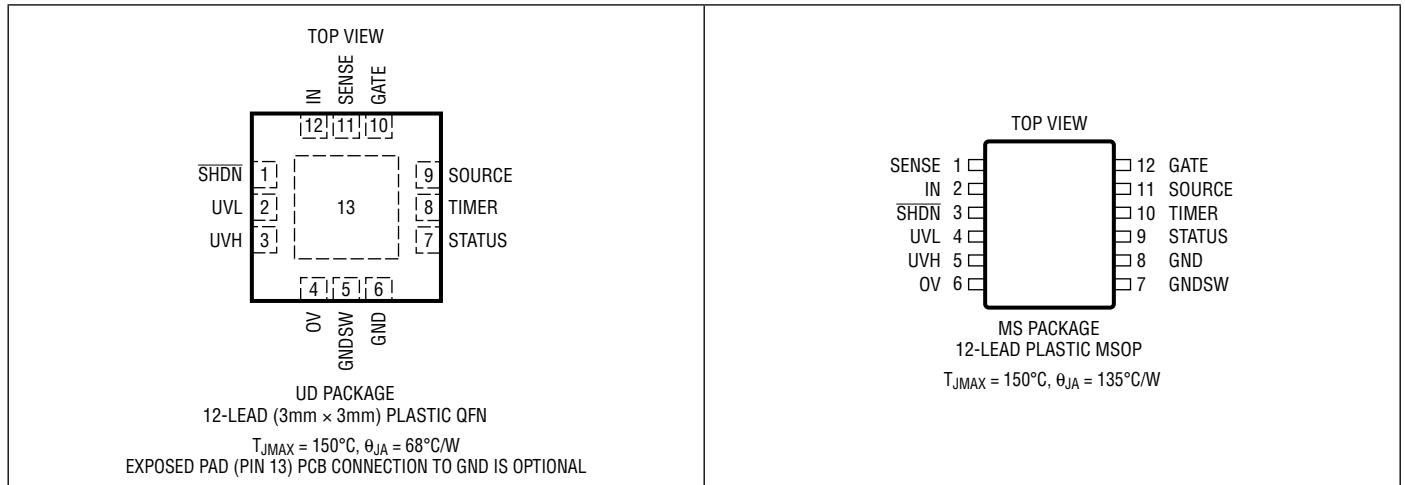 TOP VIEW
IN
SENSE
GATE
12 11 10
SHDN 1
UVL 2
UVH 3
13
9 SOURCE
8 TIMER
7 STATUS
4 5 6
OV
GNDSW
GND
UD PACKAGE
12-LEAD (3mm × 3mm) PLASTIC QFN
TJMAX = 150°C, θJA = 68°C/W
EXPOSED PAD (PIN 13) PCB CONNECTION TO GND IS OPTIONAL
TOP VIEW
SENSE 1
IN 2
SHDN 3
UVL 4
UVH 5
OV 6
12 GATE
11 SOURCE
10 TIMER
9 STATUS
8 GND
7 GNDSW
MS PACKAGE
12-LEAD PLASTIC MSOP
TJMAX = 150°C, θJA = 135°C/W